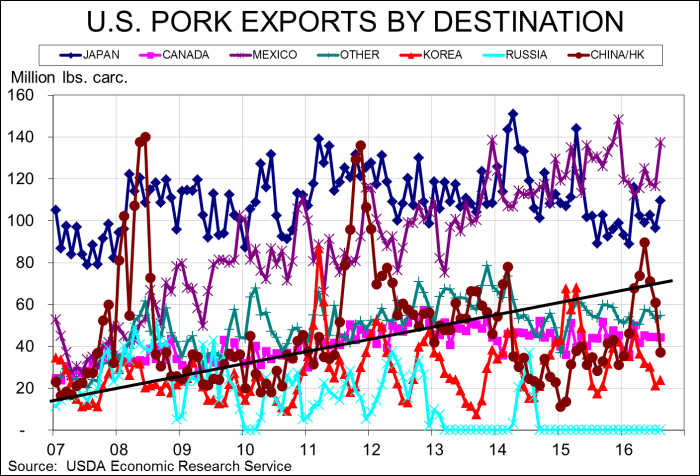 U.S. PORK EXPORTS BY DESTINATION
JAPAN CANADA MEXICO OTHER KOREA RUSSIA CHINA/HK
Million lbs. carc.
160
140
120
100
80
60
40
20
-
07 08 09 10 11 12 13 14 15 16
Source: USDA Economic Research Service